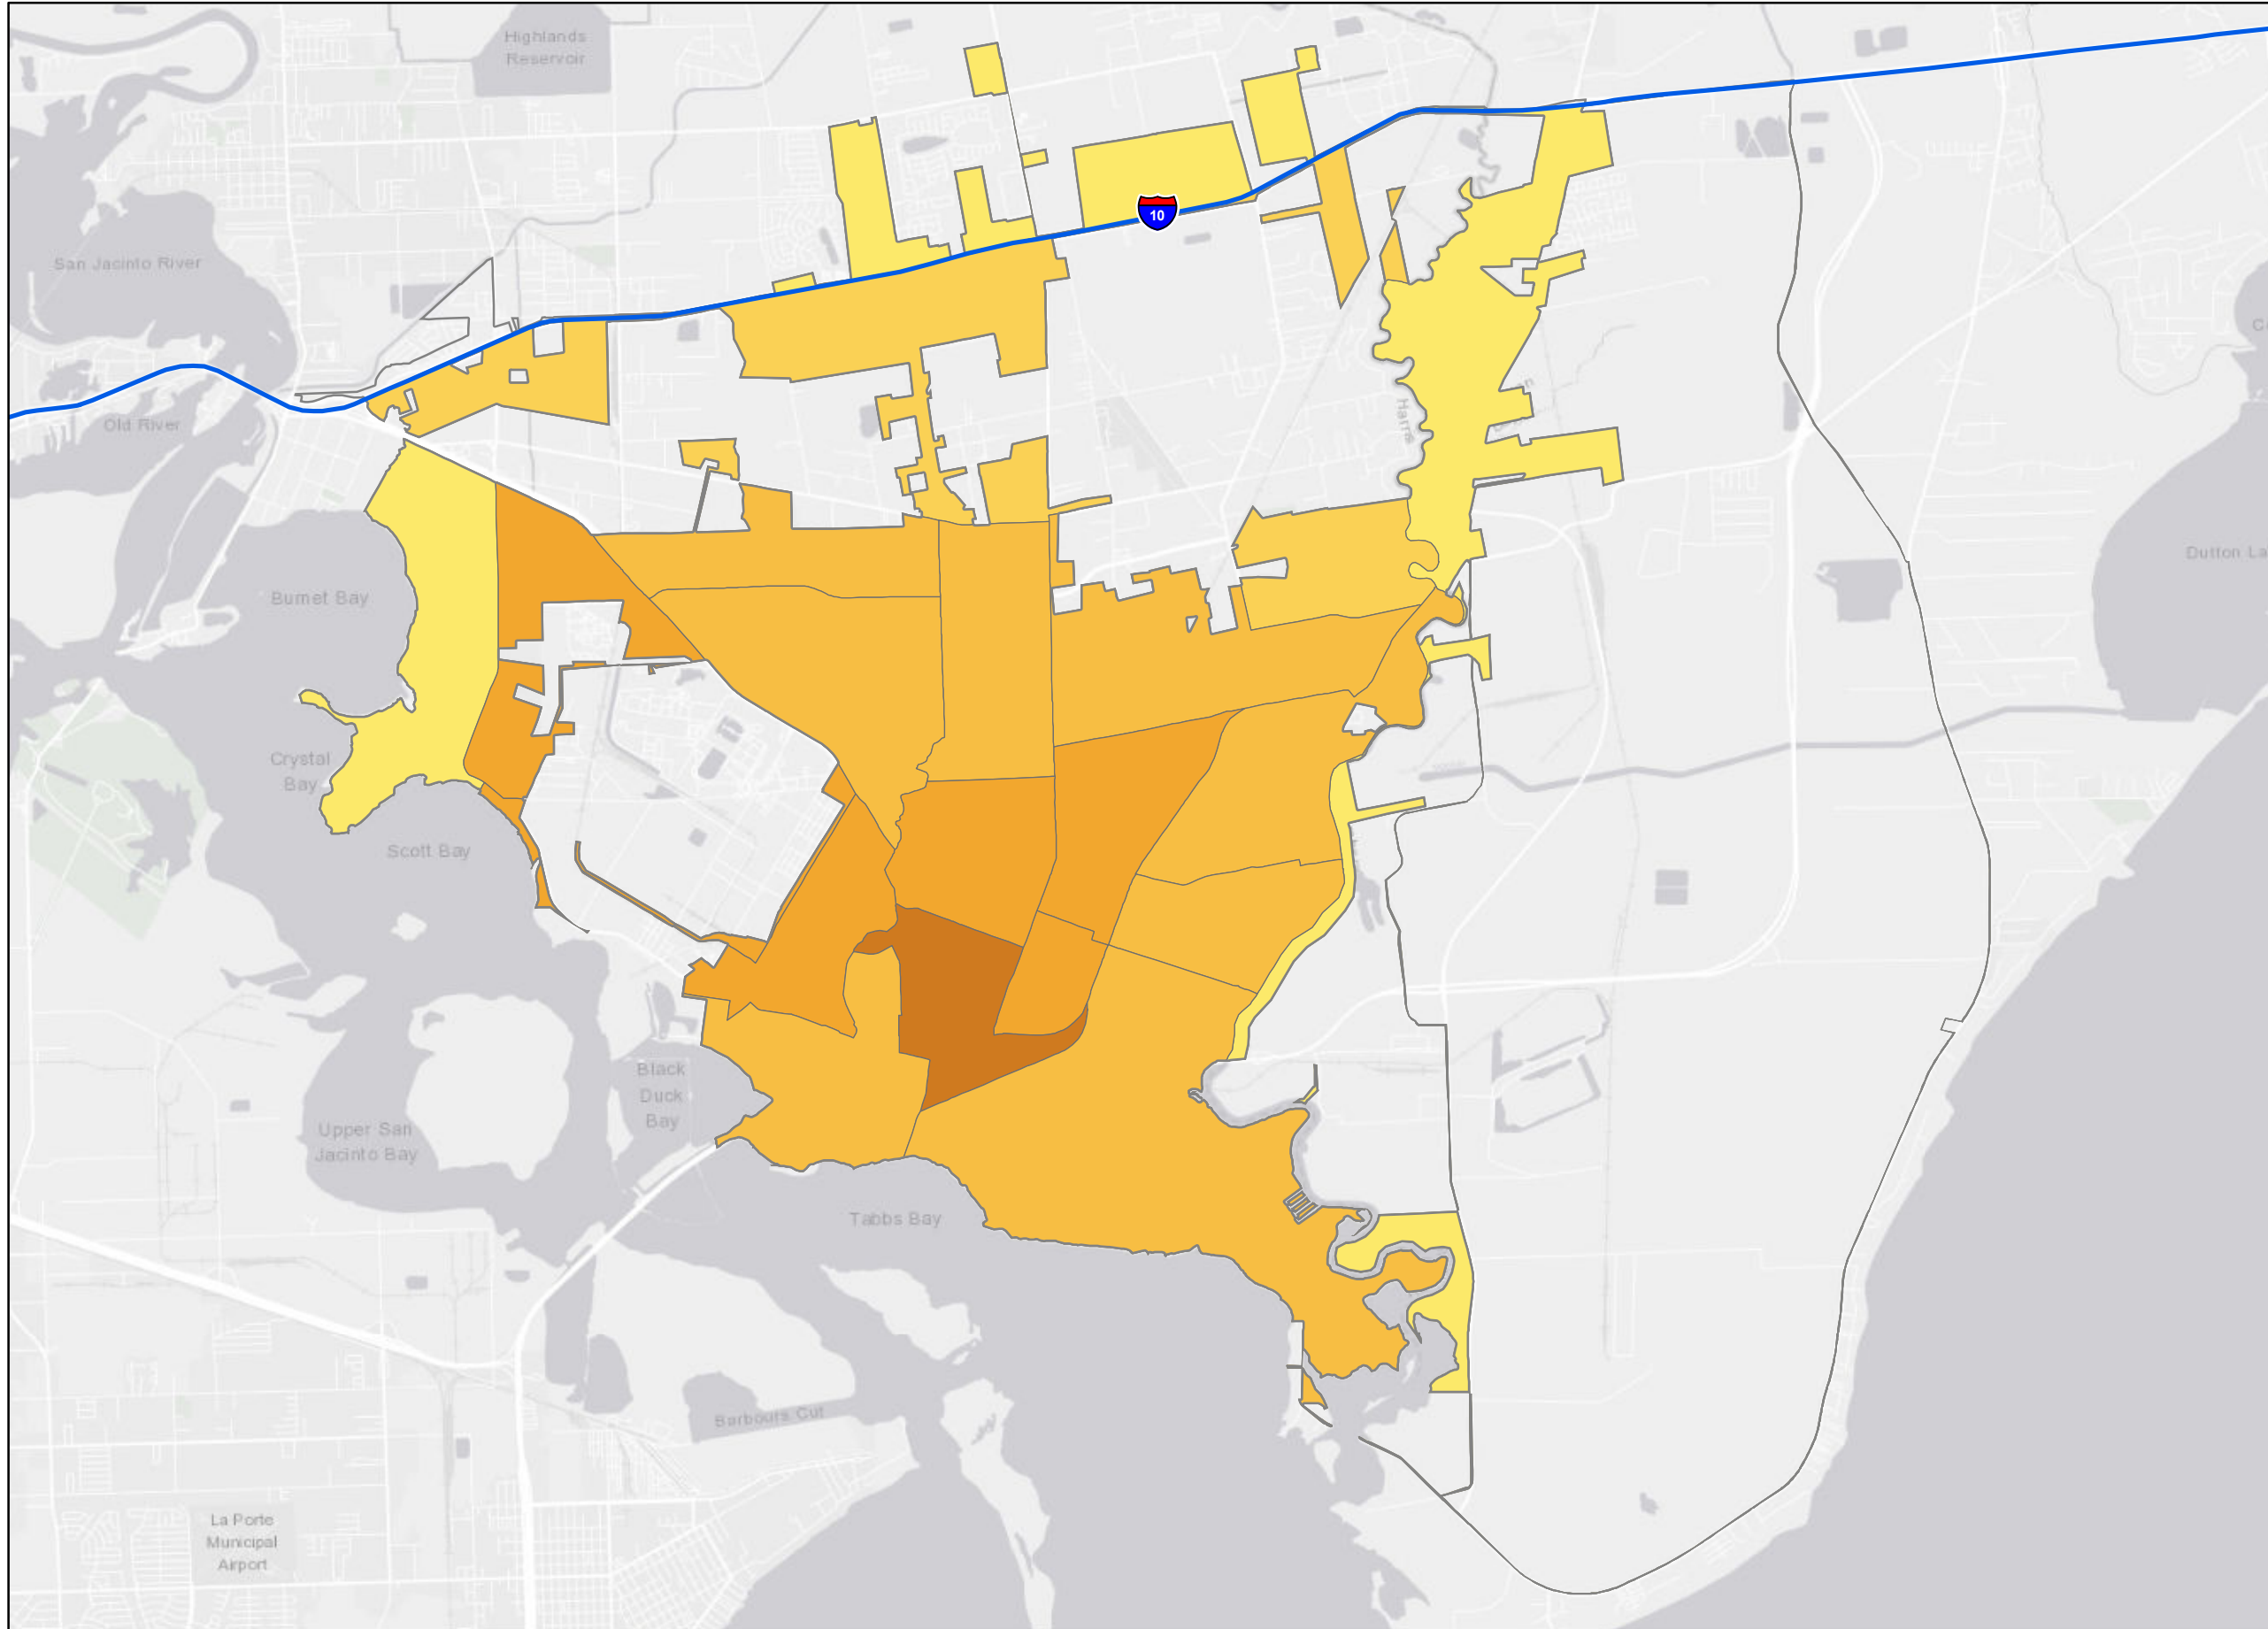 Highlands
Reservoir
10
San Jacinto River
Old River
Harris
Dutton La
Burnet Bay
Crystal
Bay
Scott Bay
Black
Duck
Bay
Upper San
Jacinto Bay
Tabbs Bay
Barbours Cut
La Porte
Municipal
Airport